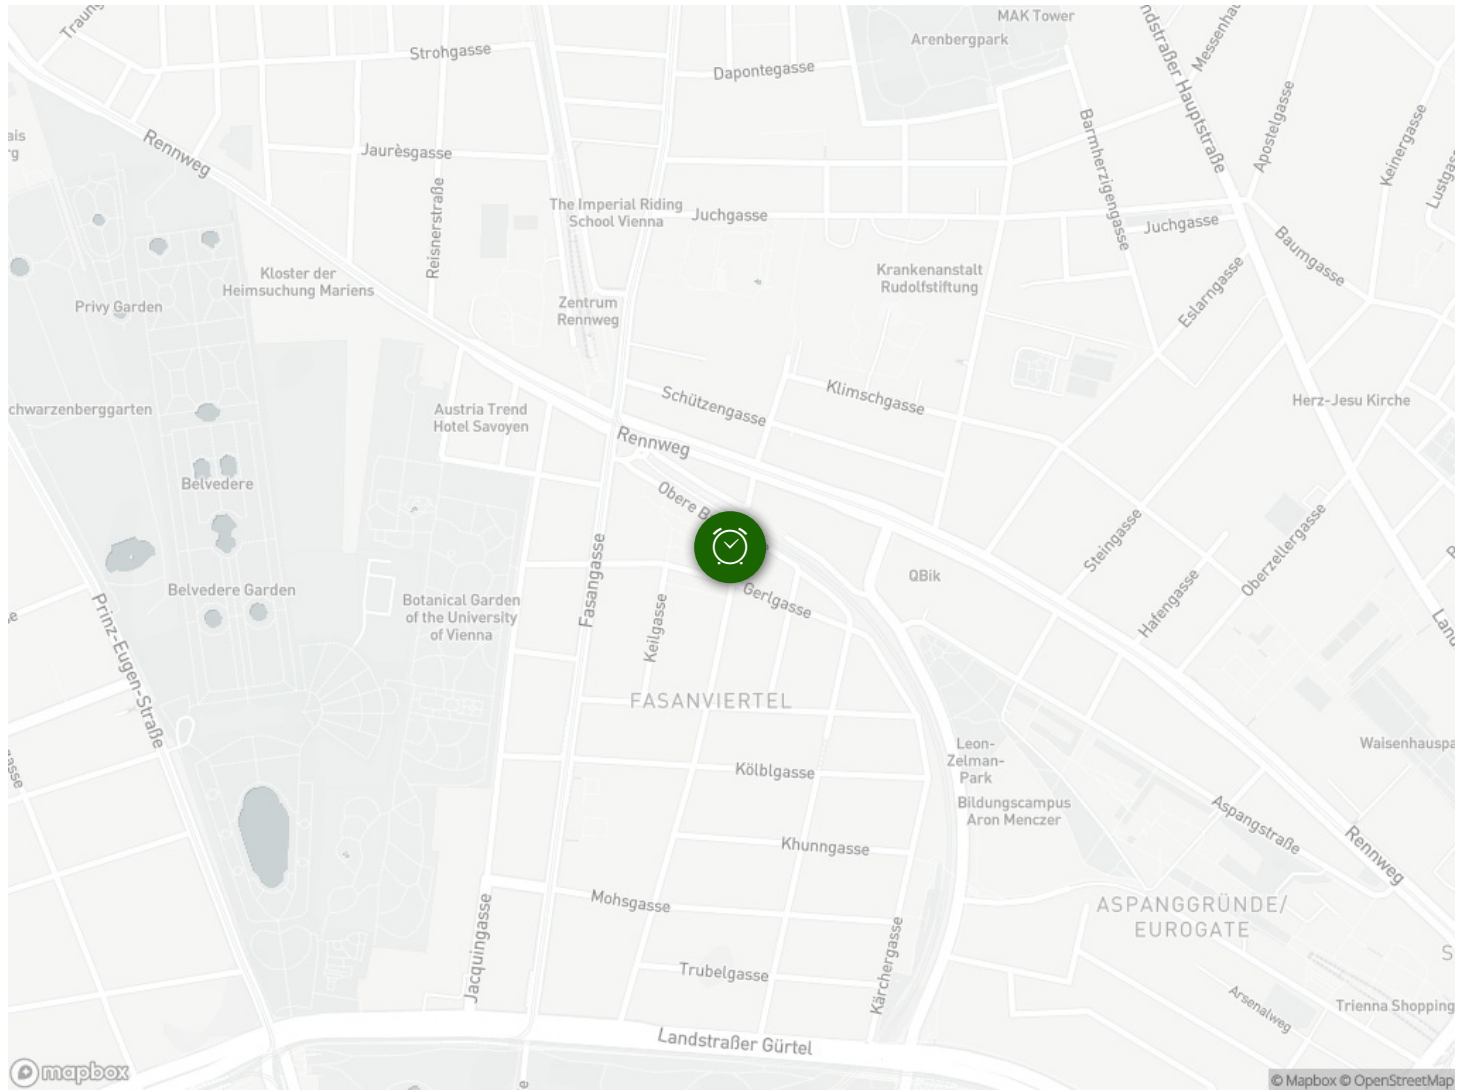 MAK Tower
Arenbergpark
Strohgasse
Dapontegasse
Landstraßer Hauptstraße
Apostelgasse
Keinergasse
Barmherzigengasse
Rennweg
Jaurèsgasse
Reisnerstraße
The Imperial Riding
School Vienna
Juchgasse
Juchgasse
Baumgasse
Eslarngasse
Kloster der
Heimsuchung Mariens
Privy Garden
Zentrum
Rennweg
Krankenanstalt
Rudolfstiftung
Schützengasse
Klimschgasse
chwarzenberggarten
Austria Trend
Hotel Savoyen
Herz-Jesu Kirche
Rennweg
Belvedere
Obere B
Steingasse
Oberzellergasse
Hafengasse
QBik
Fasangasse
Keilgasse
Gerlgasse
Belvedere Garden
Botanical Garden
of the University
of Vienna
Prinz-Eugen-Straße
FASANVIERTEL
Leon-
Zelman-
Park
Waisenhauspa
Kölblgasse
Bildungscampus
Aron Menczer
Aspangstraße
Rennweg
Khunngasse
Mohsgasse
ASPANGGRÜNDE/
EUROGATE
Jacquingasse
Kärchergasse
Trubelgasse
Arsenalweg
Trienna Shopping
Landstraßer Gürtel
mapbox
© Mapbox © OpenStreetMap